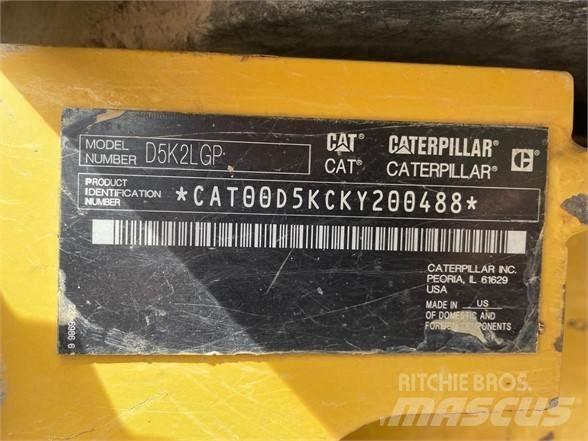 MODEL NUMBER D5K2LGP
CAT CATERPILLAR C
CAT® CATERPILLAR®
PRODUCT IDENTIFICATION NUMBER *CAT00D5KCKY200488*
CATERPILLAR INC.
PEORIA, IL 61629
USA
MADE IN US
OF DOMESTIC AND
COMPONENTS
RITCHIE BROS.
MASCUS